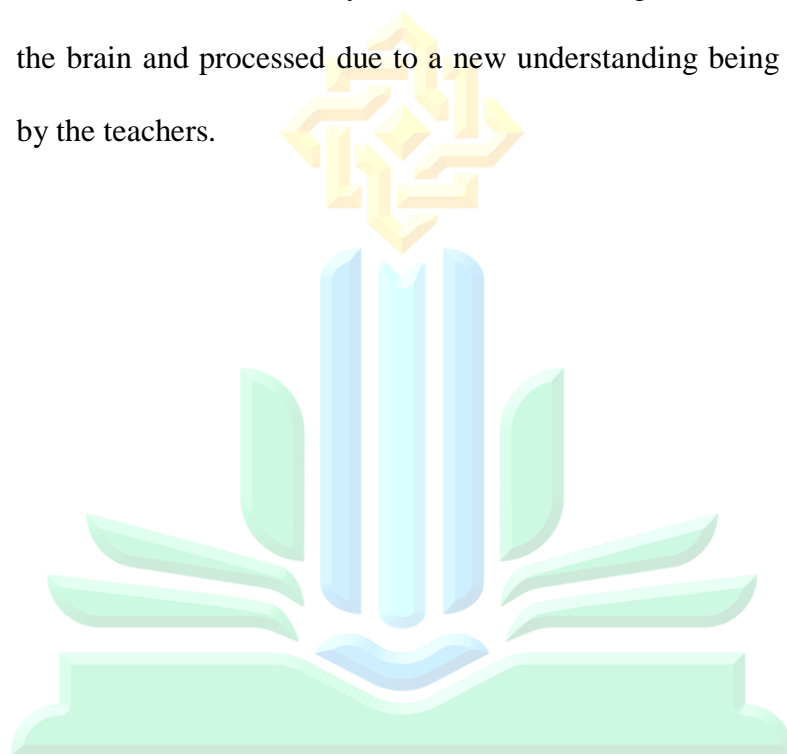 the brain and processed due to a new understanding being
by the teachers.